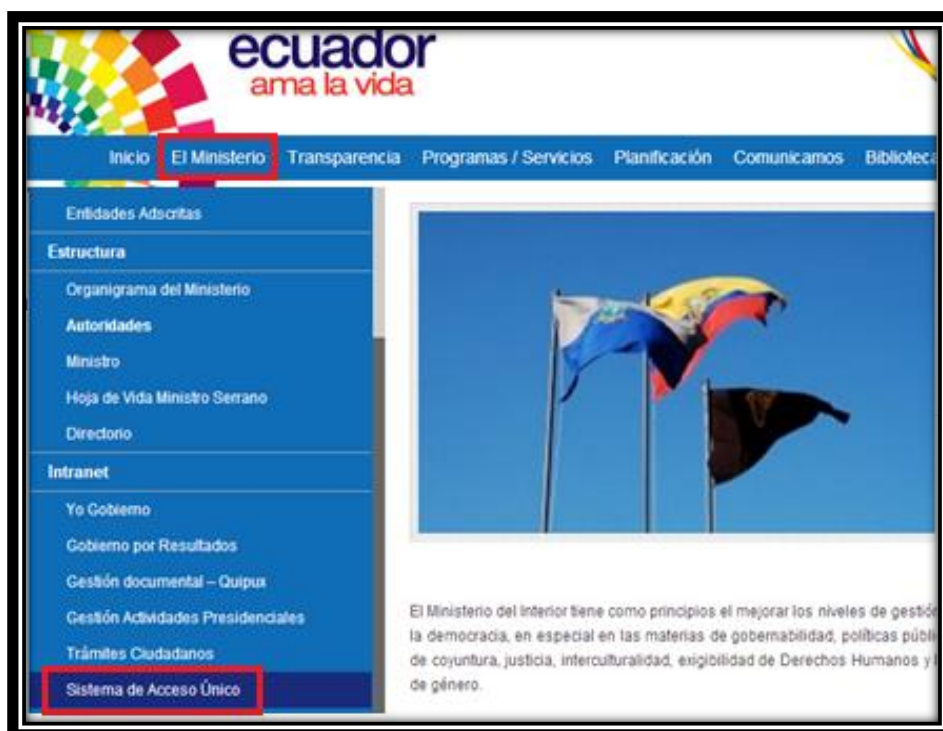 ecuador
ama la vida
Inicio El Ministerio Transparencia Programas / Servicios Planificación Comunicamos Biblioteca
Entidades Adscritas
Estructura
Organigrama del Ministerio
Autoridades
Ministro
Hoja de Vida Ministro Serrano
Directorio
Intranet
Yo Gobierno
Gobierno por Resultados
Gestión documental – Quipux
Gestión Actividades Presidenciales
Trámites Ciudadanos
Sistema de Acceso Único
El Ministerio del Interior tiene como principios el mejorar los niveles de gestión
la democracia, en especial en las materias de gobernabilidad, políticas públi
de coyuntura, justicia, interculturalidad, exigibilidad de Derechos Humanos y
de género.